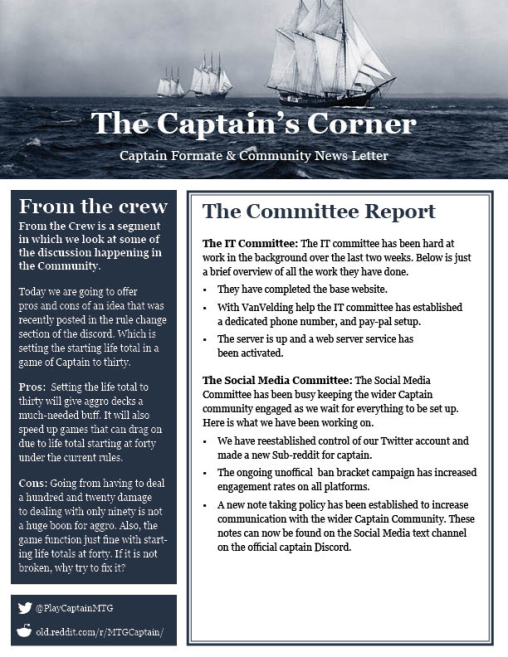 The Captain's Corner
Captain Formate & Community News Letter
From the crew
From the Crew is a segment
in which we look at some of
the discussion happening in
the Community.
Today we are going to offer
pros and cons of an idea that was
recently posted in the rule change
section of the discord. Which is
setting the starting life total in a
game of Captain to thirty.
Pros: Setting the life total to
thirty will give aggro decks a
much-needed buff. It will also
speed up games that can drag on
due to life total starting at forty
under the current rules.
Cons: Going from having to deal
a hundred and twenty damage
to dealing with only ninety is not
a huge boon for aggro. Also, the
game function just fine with start-
ing life totals at forty. If it is not
broken, why try to fix it?
@PlayCaptainMTG
old.reddit.com/r/MTGCaptain/
The Committee Report
The IT Committee: The IT committee has been hard at
work in the background over the last two weeks. Below is just
a brief overview of all the work they have done.
• They have completed the base website.
• With VanVelding help the IT committee has established
a dedicated phone number, and pay-pal setup.
• The server is up and a web server service has
been activated.
The Social Media Committee: The Social Media
Committee has been busy keeping the wider Captain
community engaged as we wait for everything to be set up.
Here is what we have been working on.
• We have reestablished control of our Twitter account and
made a new Sub-reddit for captain.
• The ongoing unoffical ban bracket campaign has increased
engagement rates on all platforms.
• A new note taking policy has been established to increase
communication with the wider Captain Community. These
notes can now be found on the Social Media text channel
on the official captain Discord.